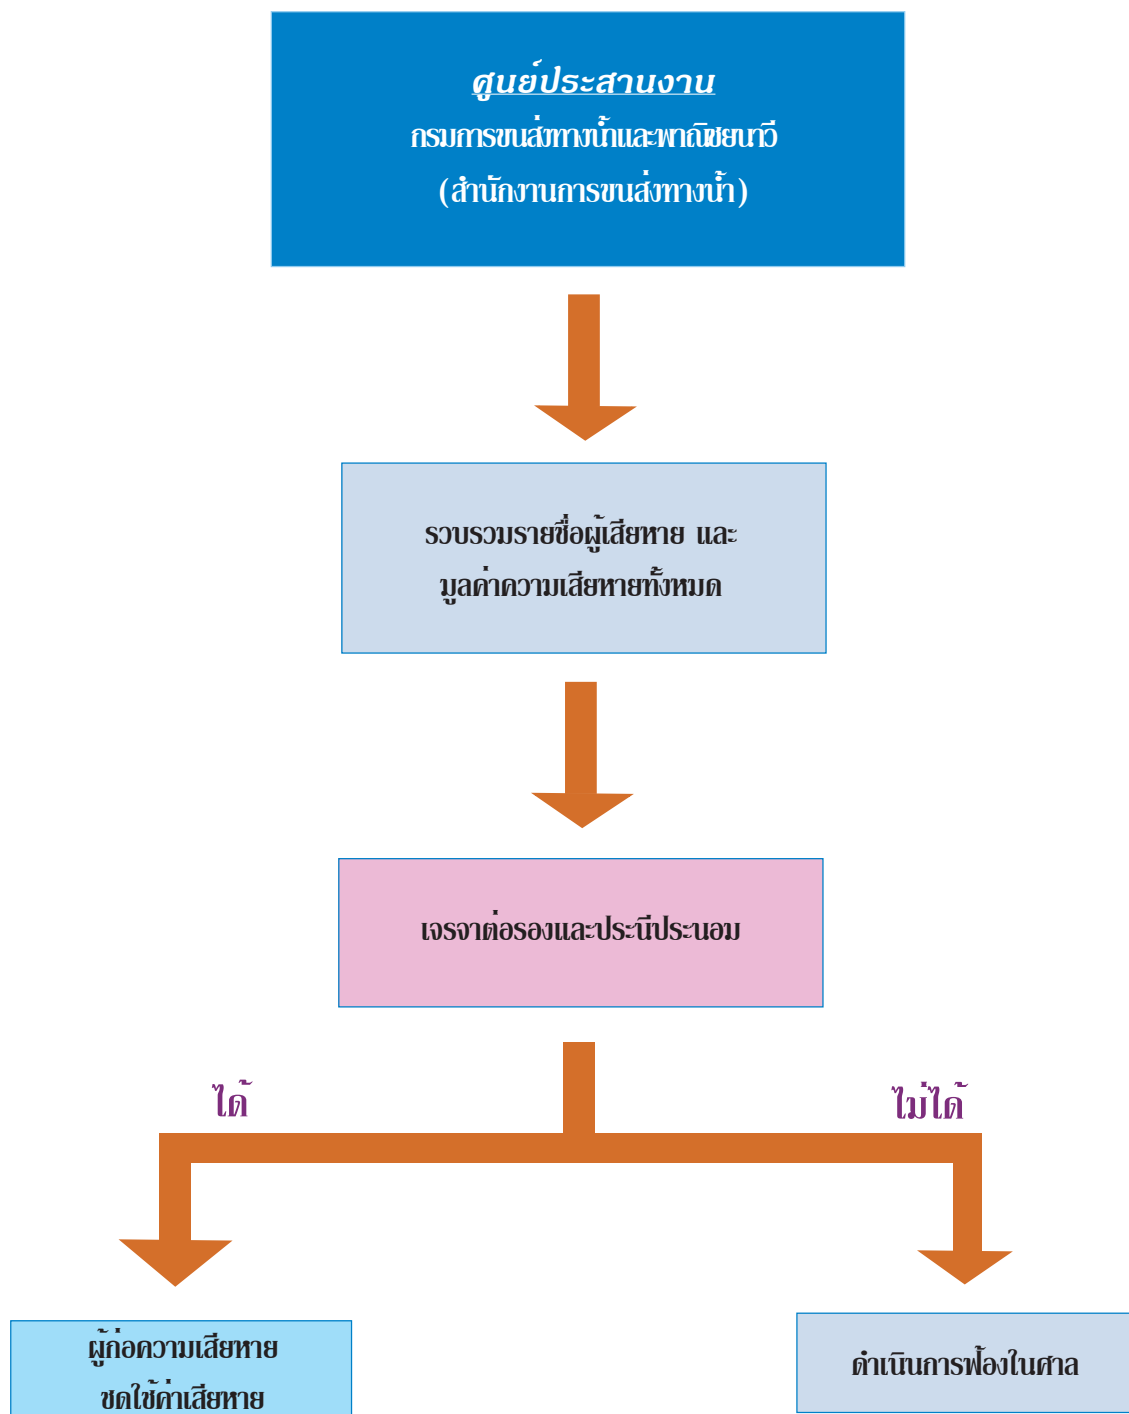 ศูนย์ประสานงาน
กรมการขนส่งทางน้ำและพาณิชยนาวี
(สำนักงานการขนส่งทางน้ำ)
รวบรวมรายชื่อผู้เสียหาย และ
มูลค่าความเสียหายทั้งหมด
เจรจาต่อรองและประนีประนอม
ได้
ไม่ได้
ผู้ก่อความเสียหาย
ชดใช้ค่าเสียหาย
ดำเนินการฟ้องในศาล